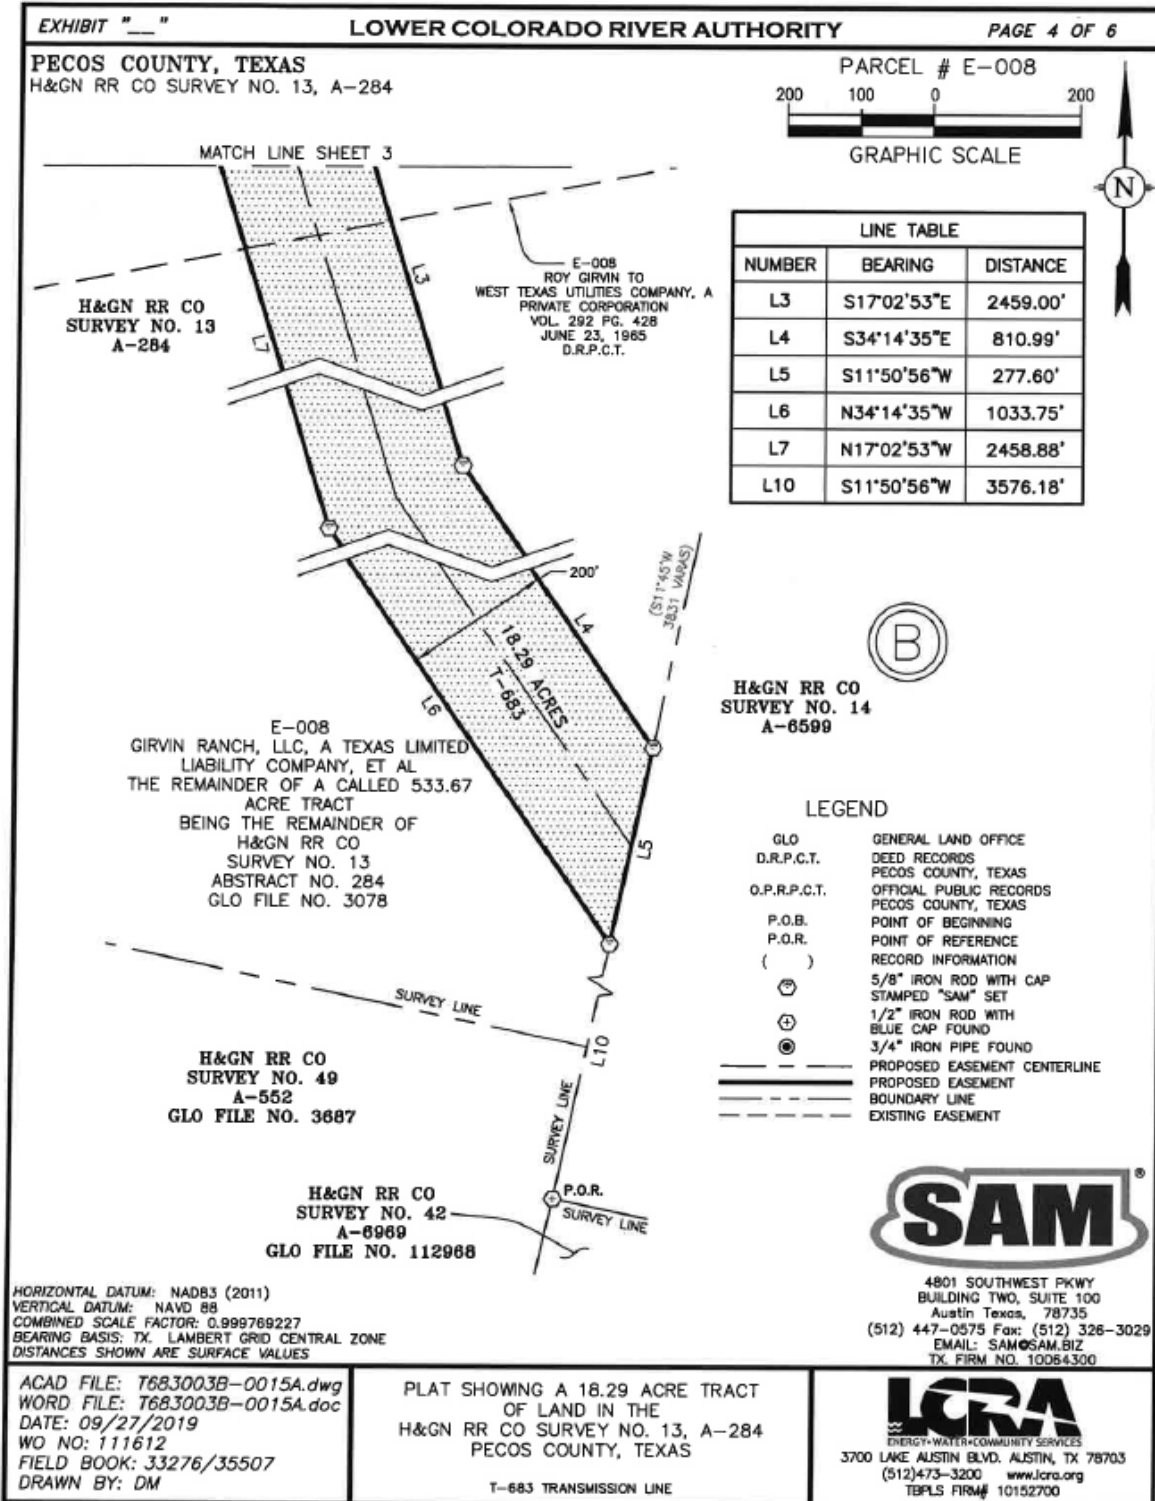 EXHIBIT "__"
LOWER COLORADO RIVER AUTHORITY
PAGE 4 OF 6
PECOS COUNTY, TEXAS
H&GN RR CO SURVEY NO. 13, A-284
PARCEL # E-008
200 100 0 200
GRAPHIC SCALE
N
MATCH LINE SHEET 3
LINE TABLE
NUMBER BEARING DISTANCE
L3 S17°02'53"E 2459.00'
L4 S34°14'35"E 810.99'
L5 S11°50'56"W 277.60'
L6 N34°14'35"W 1033.75'
L7 N17°02'53"W 2458.88'
L10 S11°50'56"W 3576.18'
L3
E-008
ROY GIRVIN TO
WEST TEXAS UTILITIES COMPANY, A
PRIVATE CORPORATION
VOL. 292 PG. 428
JUNE 23, 1965
D.R.P.C.T.
H&GN RR CO
SURVEY NO. 13
A-284
L7
200'
(S11°45'W
3831 VARAS)
L4
18.29 ACRES
T-683
L6
B
H&GN RR CO
SURVEY NO. 14
A-6599
E-008
GIRVIN RANCH, LLC, A TEXAS LIMITED
LIABILITY COMPANY, ET AL
THE REMAINDER OF A CALLED 533.67
ACRE TRACT
BEING THE REMAINDER OF
H&GN RR CO
SURVEY NO. 13
ABSTRACT NO. 284
GLO FILE NO. 3078
L5
LEGEND
GLO GENERAL LAND OFFICE
D.R.P.C.T. DEED RECORDS
PECOS COUNTY, TEXAS
O.P.R.P.C.T. OFFICIAL PUBLIC RECORDS
PECOS COUNTY, TEXAS
P.O.B. POINT OF BEGINNING
P.O.R. POINT OF REFERENCE
( ) RECORD INFORMATION
5/8" IRON ROD WITH CAP
STAMPED "SAM" SET
1/2" IRON ROD WITH
BLUE CAP FOUND
3/4" IRON PIPE FOUND
PROPOSED EASEMENT CENTERLINE
PROPOSED EASEMENT
BOUNDARY LINE
EXISTING EASEMENT
SURVEY LINE
L10
H&GN RR CO
SURVEY NO. 49
A-552
GLO FILE NO. 3687
SURVEY LINE
P.O.R.
SURVEY LINE
H&GN RR CO
SURVEY NO. 42
A-6969
GLO FILE NO. 112968
SAM®
4801 SOUTHWEST PKWY
BUILDING TWO, SUITE 100
Austin Texas, 78735
(512) 447-0575 Fax: (512) 326-3029
EMAIL: SAM@SAM.BIZ
TX. FIRM NO. 10064300
HORIZONTAL DATUM: NAD83 (2011)
VERTICAL DATUM: NAVD 88
COMBINED SCALE FACTOR: 0.999769227
BEARING BASIS: TX. LAMBERT GRID CENTRAL ZONE
DISTANCES SHOWN ARE SURFACE VALUES
ACAD FILE: T683003B-0015A.dwg
WORD FILE: T683003B-0015A.doc
DATE: 09/27/2019
WO NO: 111612
FIELD BOOK: 33276/35507
DRAWN BY: DM
PLAT SHOWING A 18.29 ACRE TRACT
OF LAND IN THE
H&GN RR CO SURVEY NO. 13, A-284
PECOS COUNTY, TEXAS
T-683 TRANSMISSION LINE
LCRA
ENERGY•WATER•COMMUNITY SERVICES
3700 LAKE AUSTIN BLVD. AUSTIN, TX 78703
(512)473-3200 www.lcra.org
TBPLS FIRM# 10152700